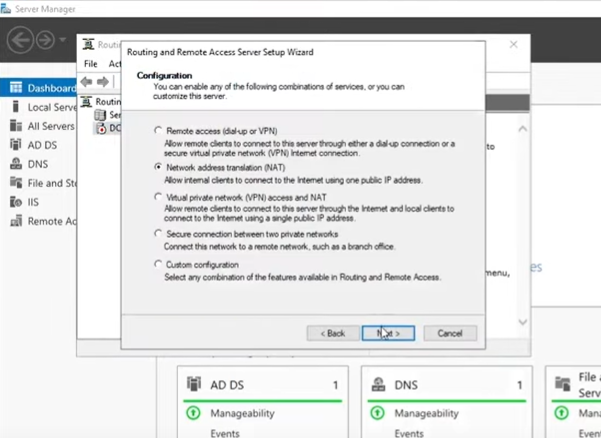 Server Manager
Routi
File
Act
Routin
Ser
DC
Routing and Remote Access Server Setup Wizard
Configuration
You can enable any of the following combinations of services, or you can
customize this server.
Remote access (dial-up or VPN)
Allow remote clients to connect to this server through either a dial-up connection or a
secure virtual private network (VPN) Internet connection.
Network address translation (NAT)
Allow internal clients to connect to the Internet using one public IP address.
Virtual private network (VPN) access and NAT
Allow remote clients to connect to this server through the Internet and local clients to
connect to the Internet using a single public IP address.
Secure connection between two private networks
Connect this network to a remote network, such as a branch office.
Custom configuration
Select any combination of the features available in Routing and Remote Access.
< Back
Next >
Cancel
to
menu,
es
Dashboard
Local Serve
All Servers
AD DS
DNS
File and Sto
IIS
Remote Ac
AD DS 1
Manageability
Events
DNS 1
Manageability
Events
File a
Serv
Mana
Event